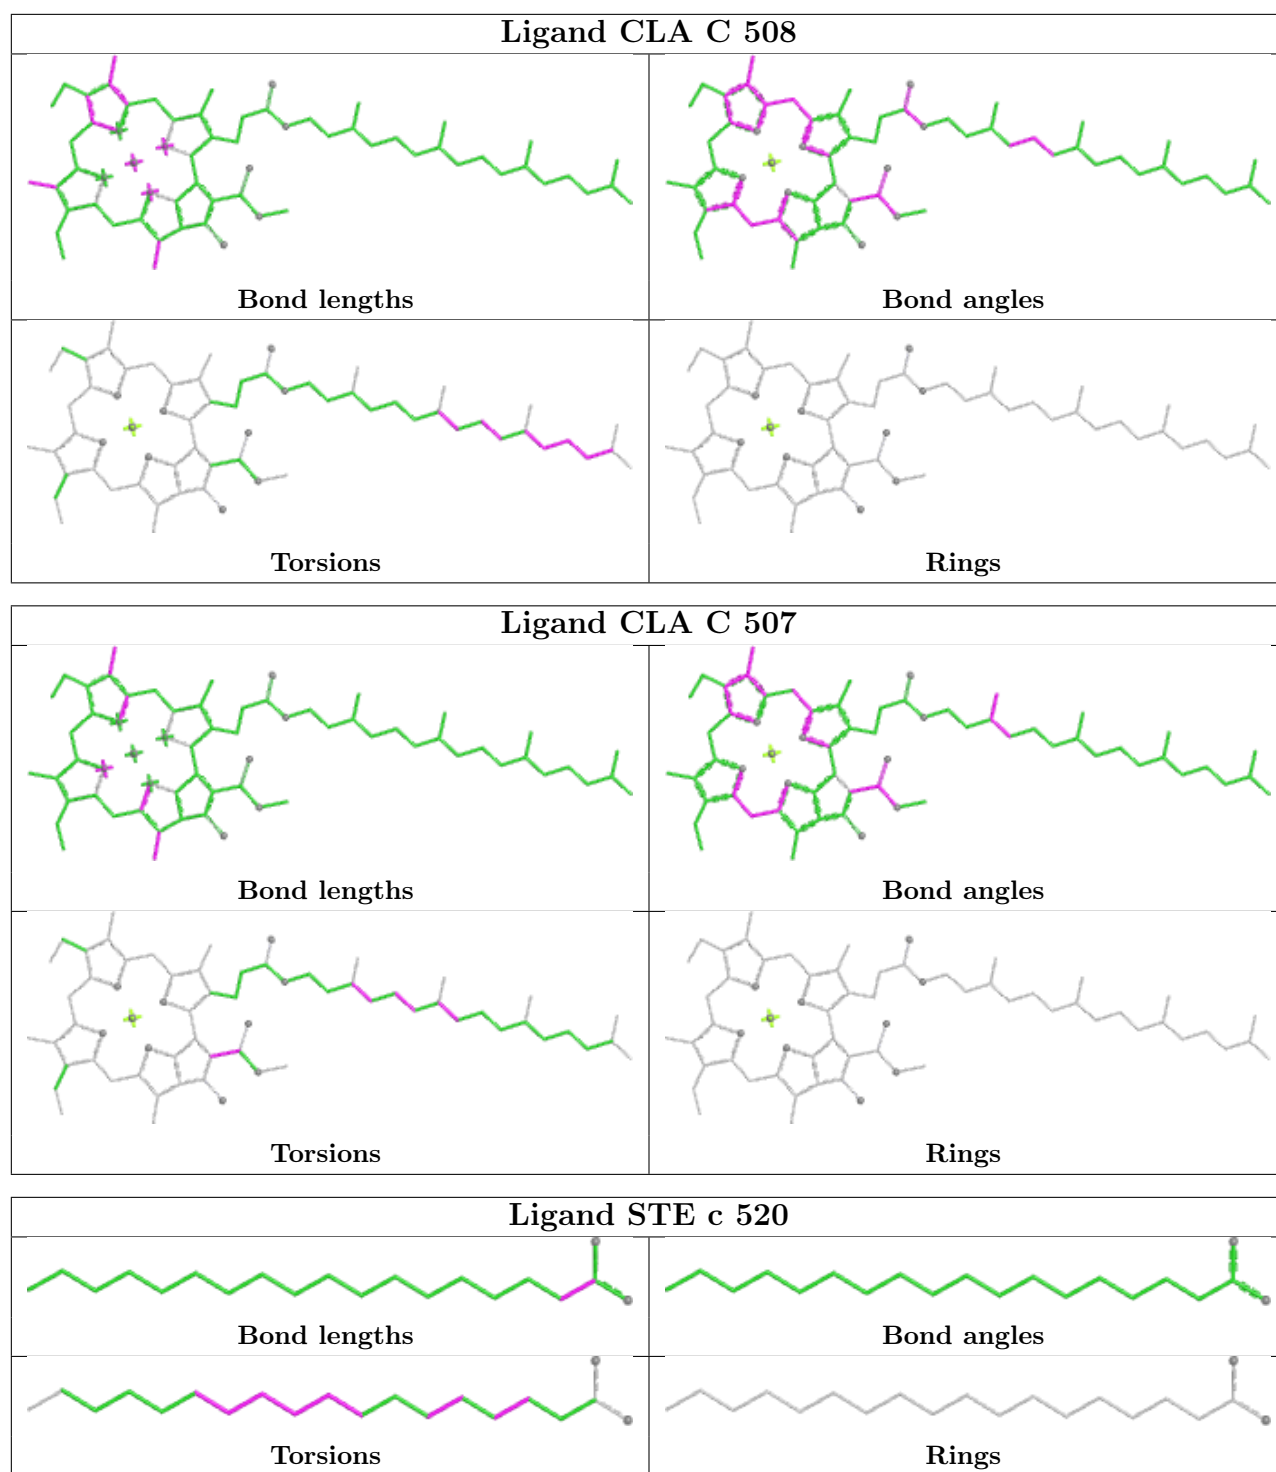 Ligand CLA C 508
Bond lengths
Bond angles
Torsions
Rings
Ligand CLA C 507
Bond lengths
Bond angles
Torsions
Rings
Ligand STE c 520
Bond lengths
Bond angles
Torsions
Rings